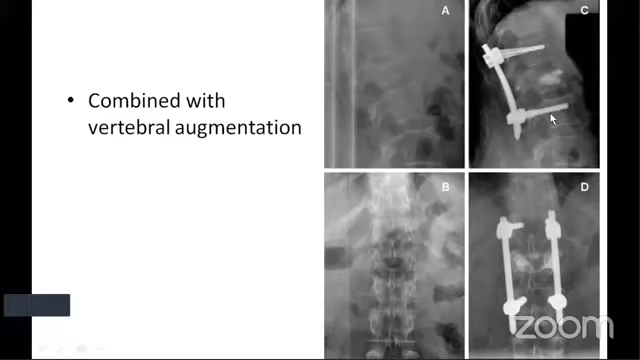 • Combined with
vertebral augmentation
A
C
B
D
zoom